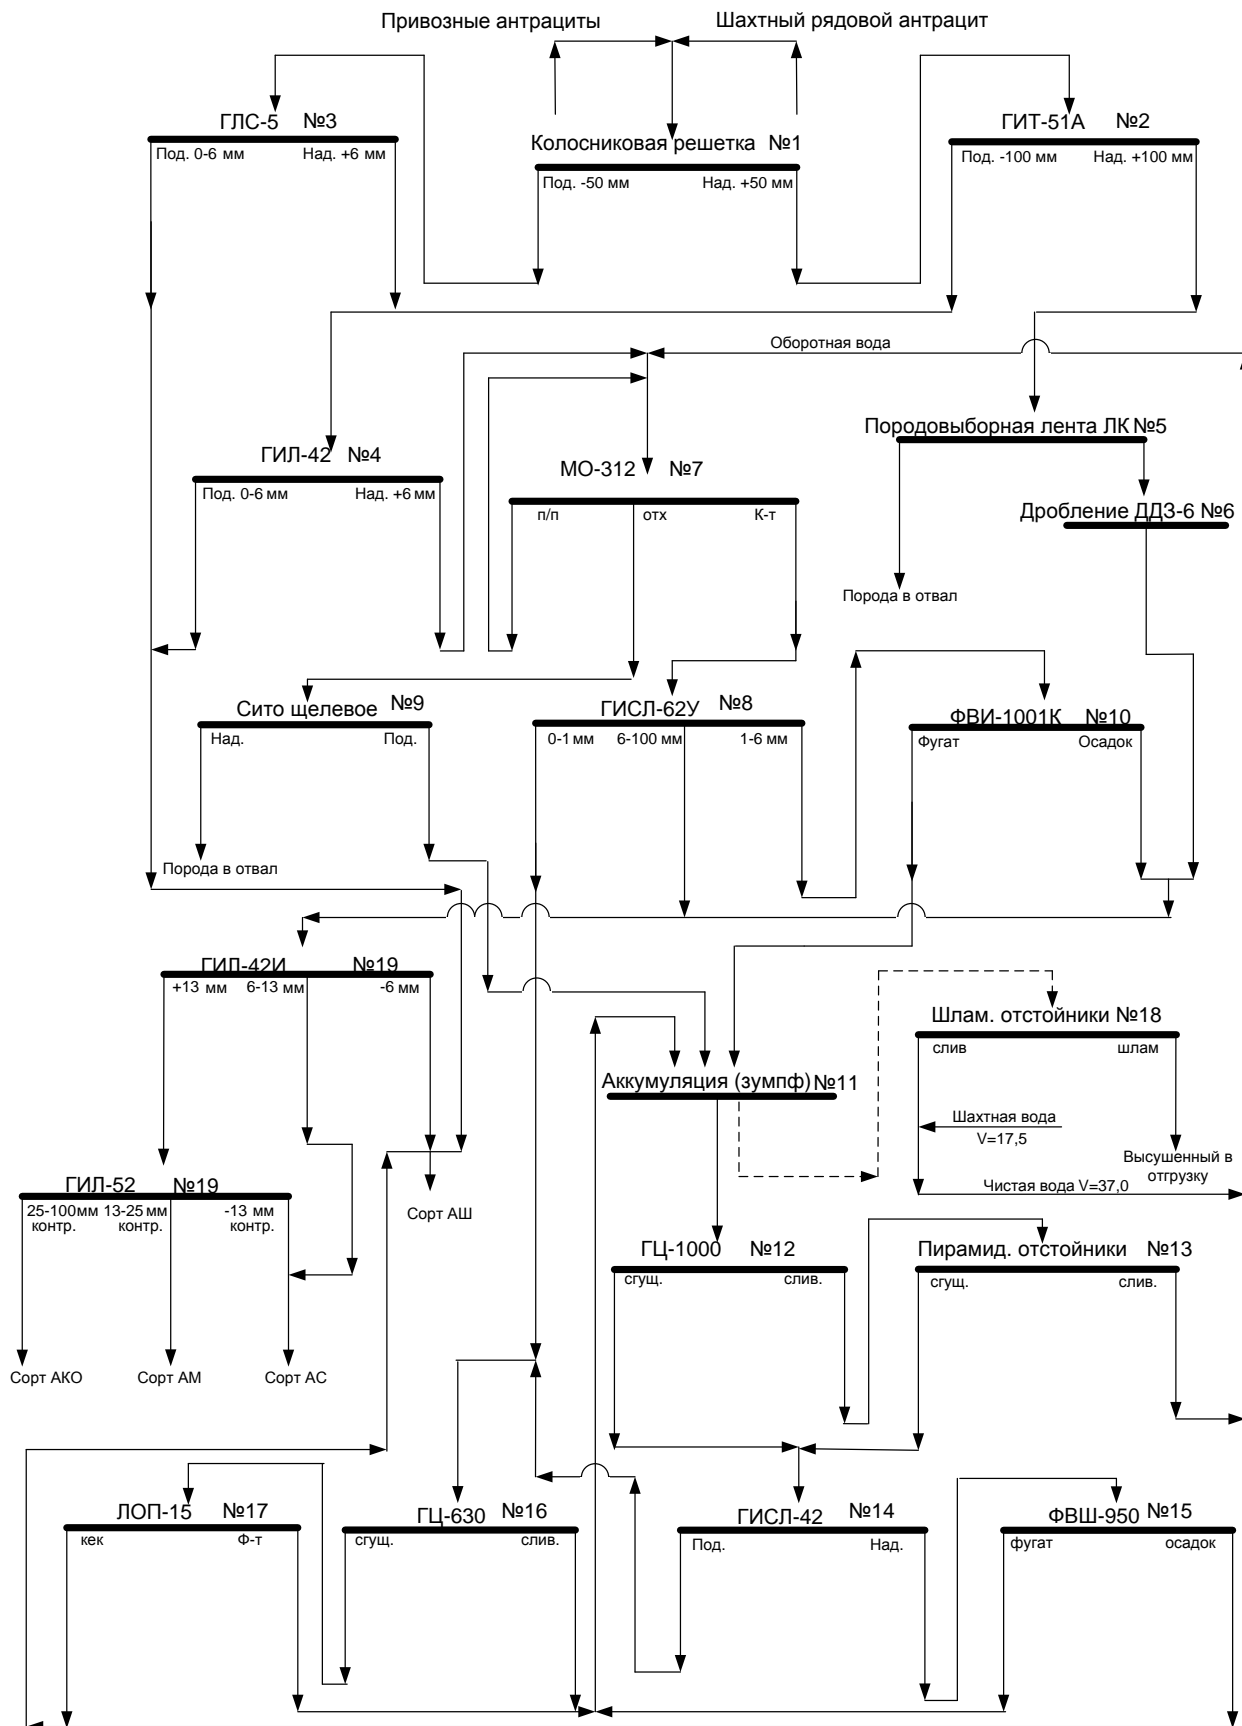 Привозные антрациты
Шахтный рядовой антрацит
ГЛС-5 №3
Под. 0-6 мм
Над. +6 мм
Колосниковая решетка №1
Под. -50 мм
Над. +50 мм
ГИТ-51А №2
Под. -100 мм
Над. +100 мм
Оборотная вода
Породовыборная лента ЛК №5
ГИЛ-42 №4
Под. 0-6 мм
Над. +6 мм
МО-312 №7
п/п
отх
К-т
Дробление ДДЗ-6 №6
Порода в отвал
Сито щелевое №9
Над.
Под.
ГИСЛ-62У №8
0-1 мм
6-100 мм
1-6 мм
ФВИ-1001К №10
Фугат
Осадок
Порода в отвал
ГИЛ-42И №19
+13 мм
6-13 мм
-6 мм
Шлам. отстойники №18
слив
шлам
Аккумуляция (зумпф) №11
Шахтная вода
V=17,5
Высушенный в
отгрузку
Чистая вода V=37,0
ГИЛ-52 №19
25-100мм
контр.
13-25 мм
контр.
-13 мм
контр.
Сорт АШ
ГЦ-1000 №12
сгущ.
слив.
Пирамид. отстойники №13
сгущ.
слив.
Сорт АКО
Сорт АМ
Сорт АС
ЛОП-15 №17
кек
Ф-т
ГЦ-630 №16
сгущ.
слив.
ГИСЛ-42 №14
Под.
Над.
ФВШ-950 №15
фугат
осадок